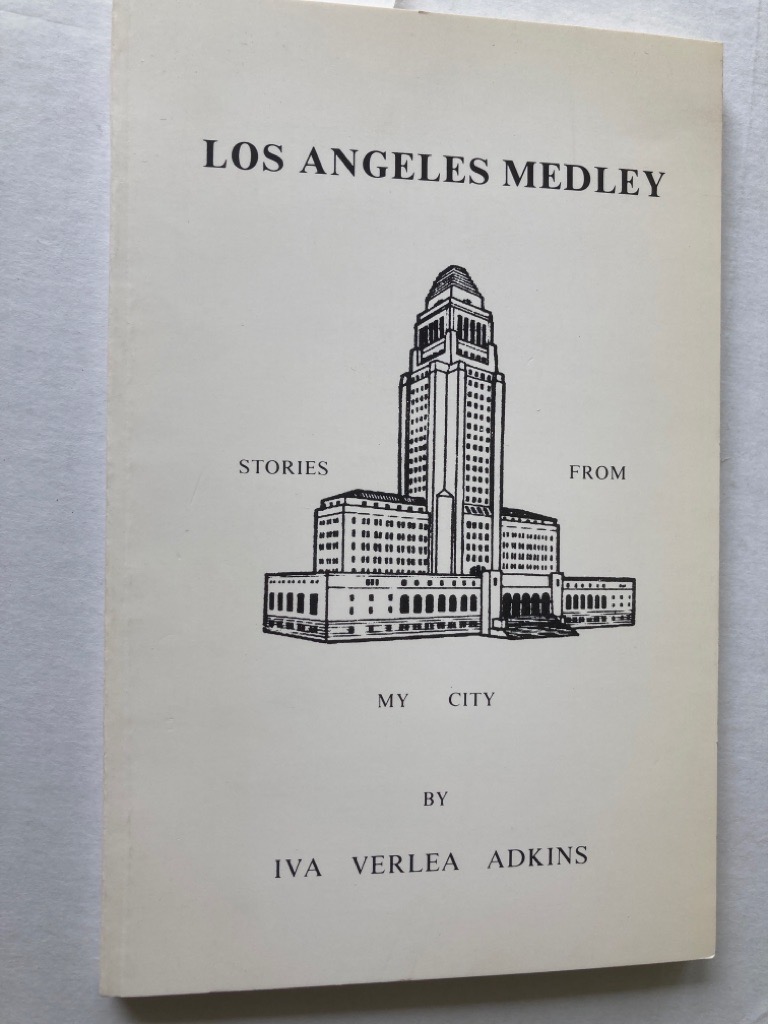 LOS ANGELES MEDLEY
STORIES FROM
MY CITY
BY
IVA VERLEA ADKINS